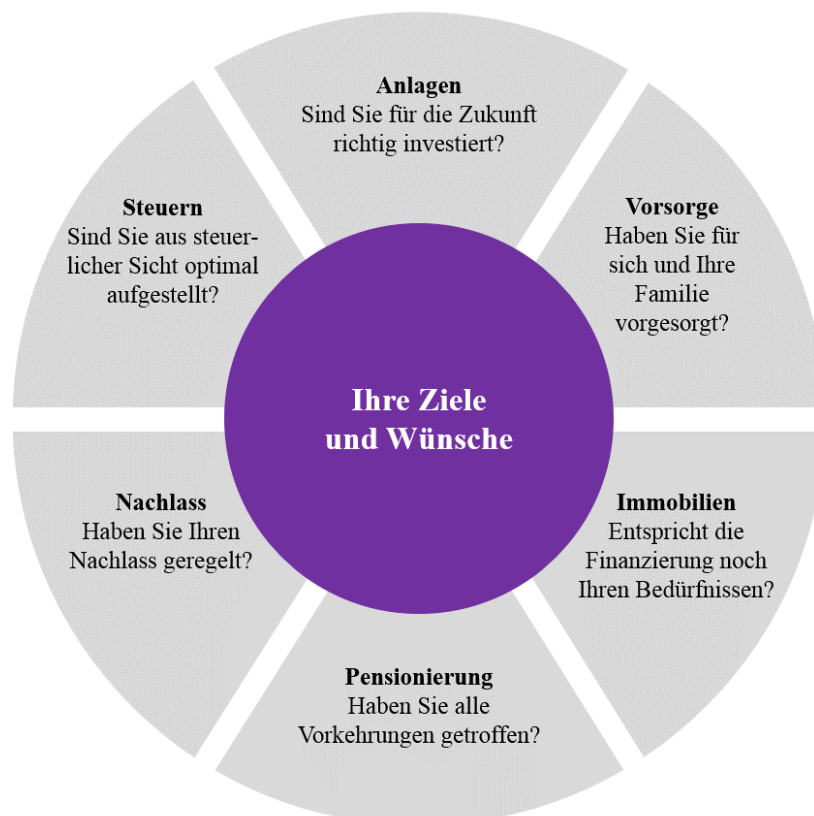 Anlagen
Sind Sie für die Zukunft
richtig investiert?
Vorsorge
Haben Sie für
sich und Ihre
Familie
vorgesorgt?
Immobilien
Entspricht die
Finanzierung noch
Ihren Bedürfnissen?
Pensionierung
Haben Sie alle
Vorkehrungen getroffen?
Nachlass
Haben Sie Ihren
Nachlass geregelt?
Steuern
Sind Sie aus steuer-
licher Sicht optimal
aufgestellt?
Ihre Ziele
und Wünsche